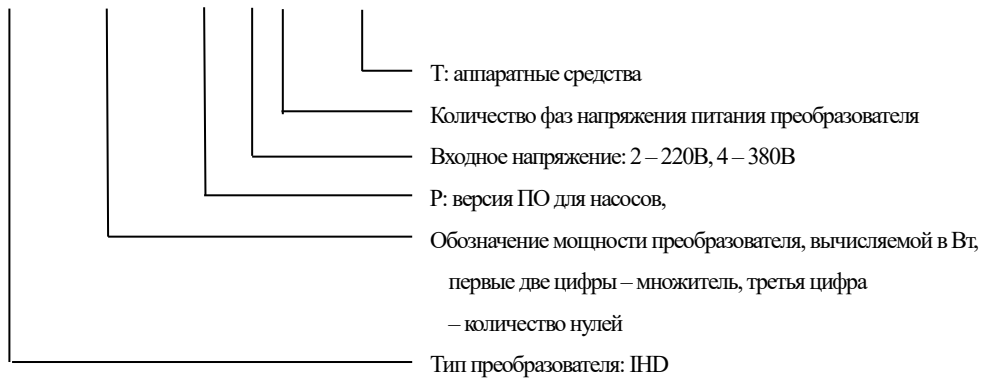 Т: аппаратные средства
Количество фаз напряжения питания преобразователя
Входное напряжение: 2 – 220В, 4 – 380В
Р: версия ПО для насосов,
Обозначение мощности преобразователя, вычисляемой в Вт,
первые две цифры – множитель, третья цифра
– количество нулей
Тип преобразователя: IHD